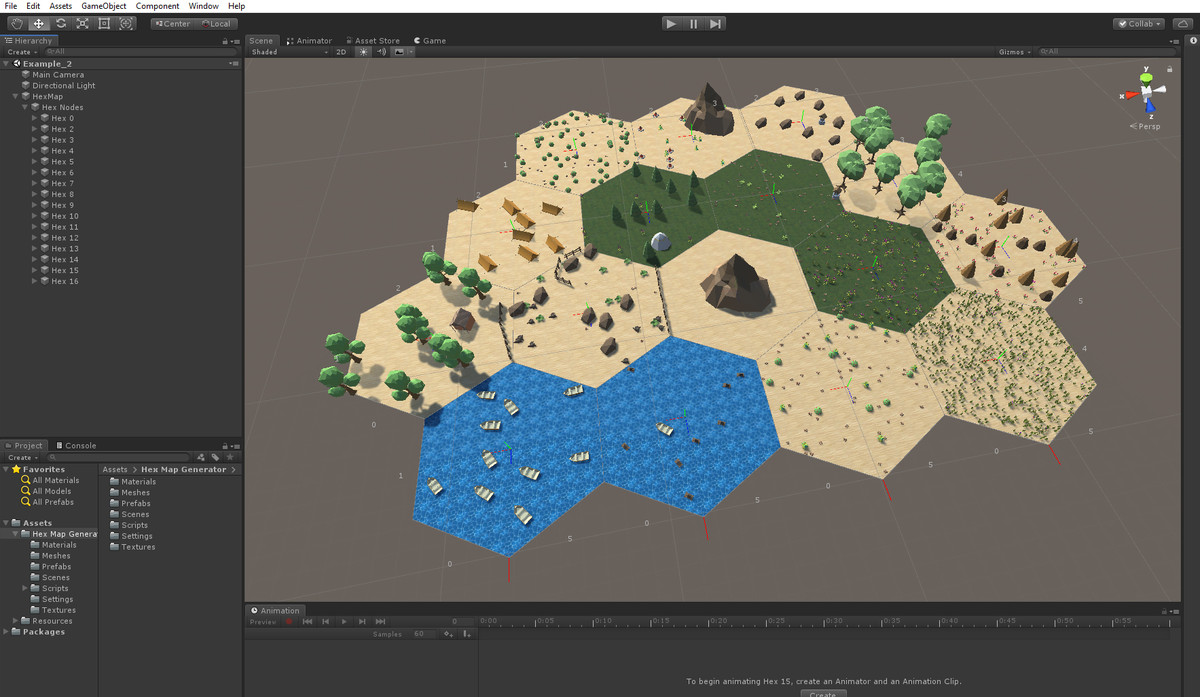 File Edit Assets GameObject Component Window Help
Center Local
Collab
Hierarchy
Create All
Example_2
Main Camera
Directional Light
HexMap
Hex Nodes
Hex 0
Hex 2
Hex 3
Hex 4
Hex 5
Hex 6
Hex 7
Hex 8
Hex 9
Hex 10
Hex 11
Hex 12
Hex 13
Hex 14
Hex 15
Hex 16
Scene Animator Asset Store Game
Shaded 2D Gizmos All
y
x
z
Persp
2 3 2 3 2
3
1 3
2 4
3
1
2 5
4
0 5
5 0
1 5 0
5 0
0
Project Console
Create
Favorites
All Materials
All Models
All Prefabs
Assets
Hex Map Genera
Materials
Meshes
Prefabs
Scenes
Scripts
Settings
Textures
Resources
Packages
Assets > Hex Map Generator >
Materials
Meshes
Prefabs
Scenes
Scripts
Settings
Textures
Animation
Preview 0 0:00 0:05 0:10 0:15 0:20 0:25 0:30 0:35 0:40 0:45 0:50 0:55
Samples 60
To begin animating Hex 15, create an Animator and an Animation Clip.
Create